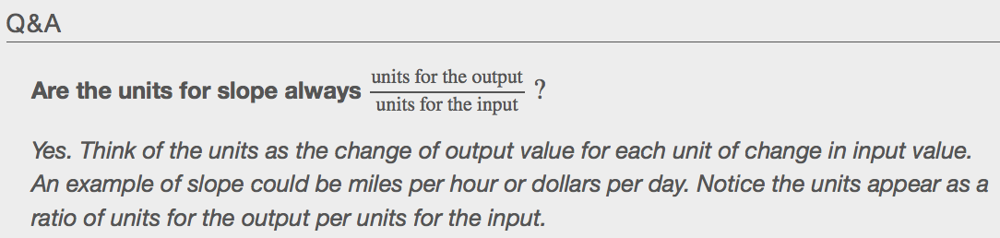 Q&A
Are the units for slope always units for the output / units for the input ?
Yes. Think of the units as the change of output value for each unit of change in input value.
An example of slope could be miles per hour or dollars per day. Notice the units appear as a
ratio of units for the output per units for the input.